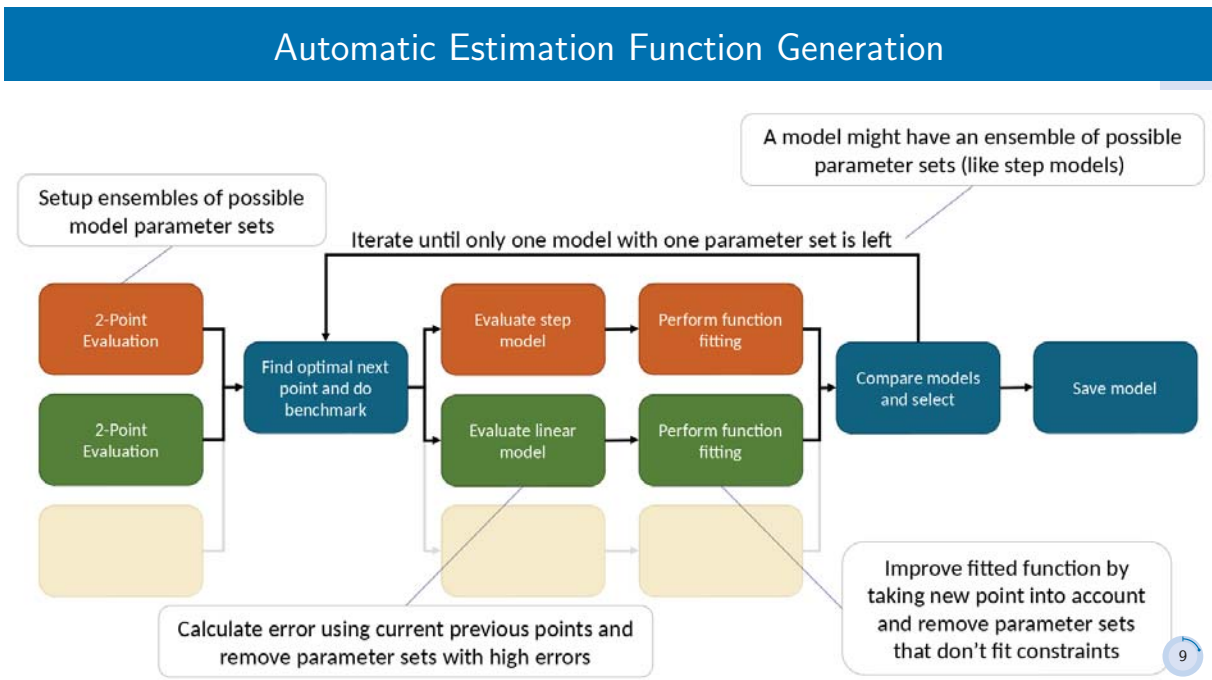 Automatic Estimation Function Generation
A model might have an ensemble of possible
parameter sets (like step models)
Setup ensembles of possible
model parameter sets
Iterate until only one model with one parameter set is left
2-Point
Evaluation
2-Point
Evaluation
Find optimal next
point and do
benchmark
Evaluate step
model
Perform function
fitting
Evaluate linear
model
Perform function
fitting
Compare models
and select
Save model
Calculate error using current previous points and
remove parameter sets with high errors
Improve fitted function by
taking new point into account
and remove parameter sets
that don't fit constraints
9